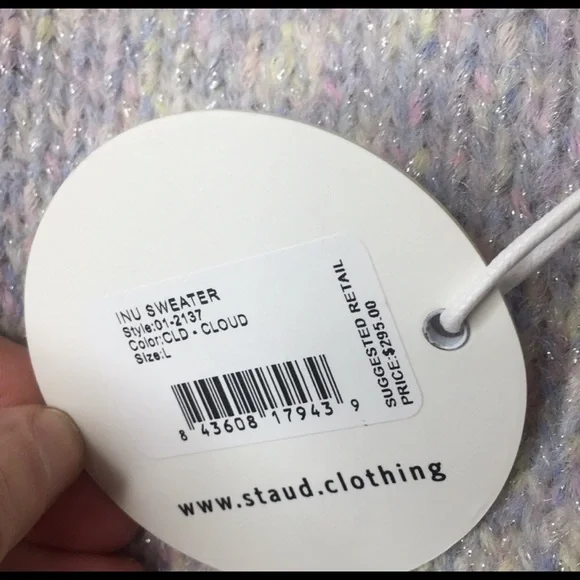 INU SWEATER
Style:01-2137
Color:CLD - CLOUD
Size:L
8 43608 17943 9
SUGGESTED RETAIL
PRICE:$295.00
www.staud.clothing